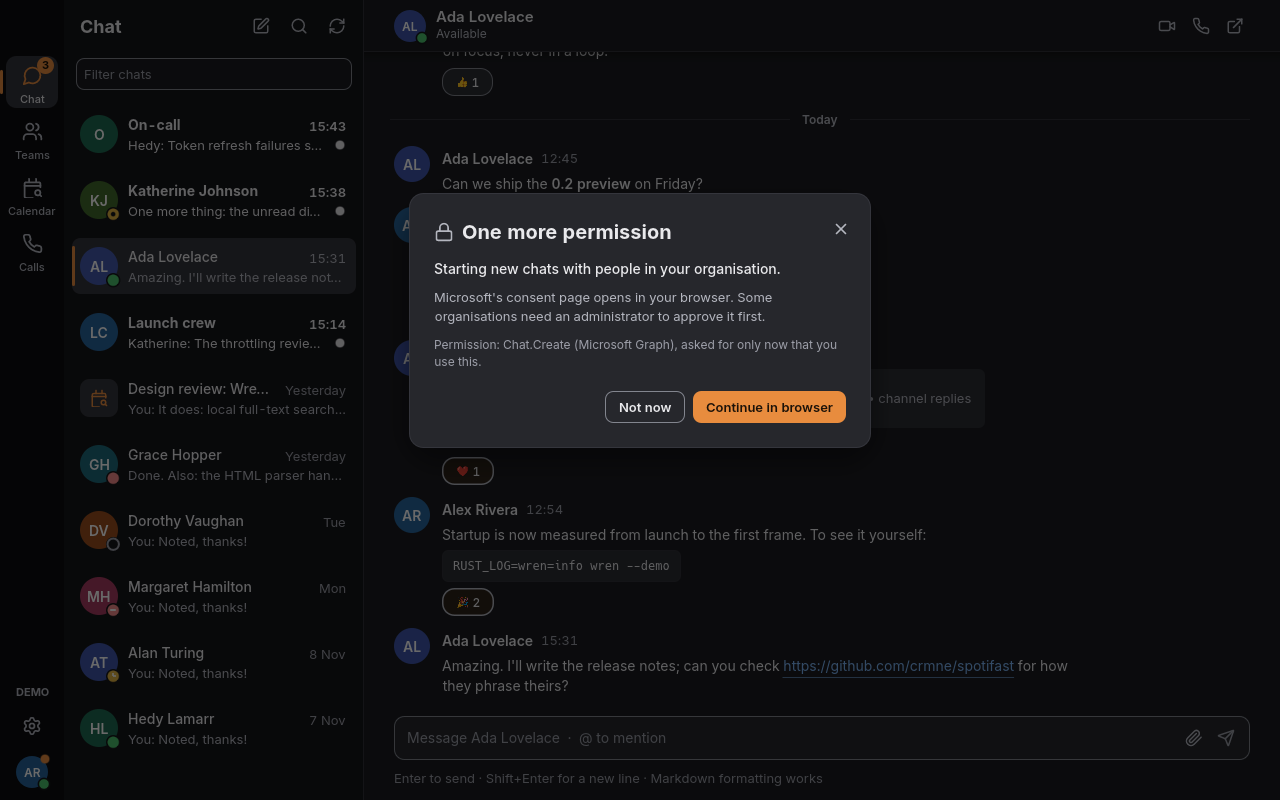 Chat
Filter chats
3
Chat
Teams
Calendar
Calls
DEMO
AR
O
On-call
15:43
Hedy: Token refresh failures s...
KJ
Katherine Johnson
15:38
One more thing: the unread di...
AL
Ada Lovelace
15:31
Amazing. I'll write the release not...
LC
Launch crew
15:14
Katherine: The throttling revie...
Design review: Wre...
Yesterday
You: It does: local full-text search...
GH
Grace Hopper
Yesterday
Done. Also: the HTML parser han...
DV
Dorothy Vaughan
Tue
You: Noted, thanks!
MH
Margaret Hamilton
Mon
You: Noted, thanks!
AT
Alan Turing
8 Nov
You: Noted, thanks!
HL
Hedy Lamarr
7 Nov
You: Noted, thanks!
AL
Ada Lovelace
Available
on focus, never in a loop.
👍 1
Today
AL
Ada Lovelace 12:45
Can we ship the 0.2 preview on Friday?
One more permission
Starting new chats with people in your organisation.
Microsoft's consent page opens in your browser. Some
organisations need an administrator to approve it first.
Permission: Chat.Create (Microsoft Graph), asked for only now that you
use this.
Not now
Continue in browser
channel replies
❤️ 1
AR
Alex Rivera 12:54
Startup is now measured from launch to the first frame. To see it yourself:
RUST_LOG=wren=info wren --demo
🎉 2
AL
Ada Lovelace 15:31
Amazing. I'll write the release notes; can you check https://github.com/crmne/spotifast for how
they phrase theirs?
Message Ada Lovelace · @ to mention
Enter to send · Shift+Enter for a new line · Markdown formatting works